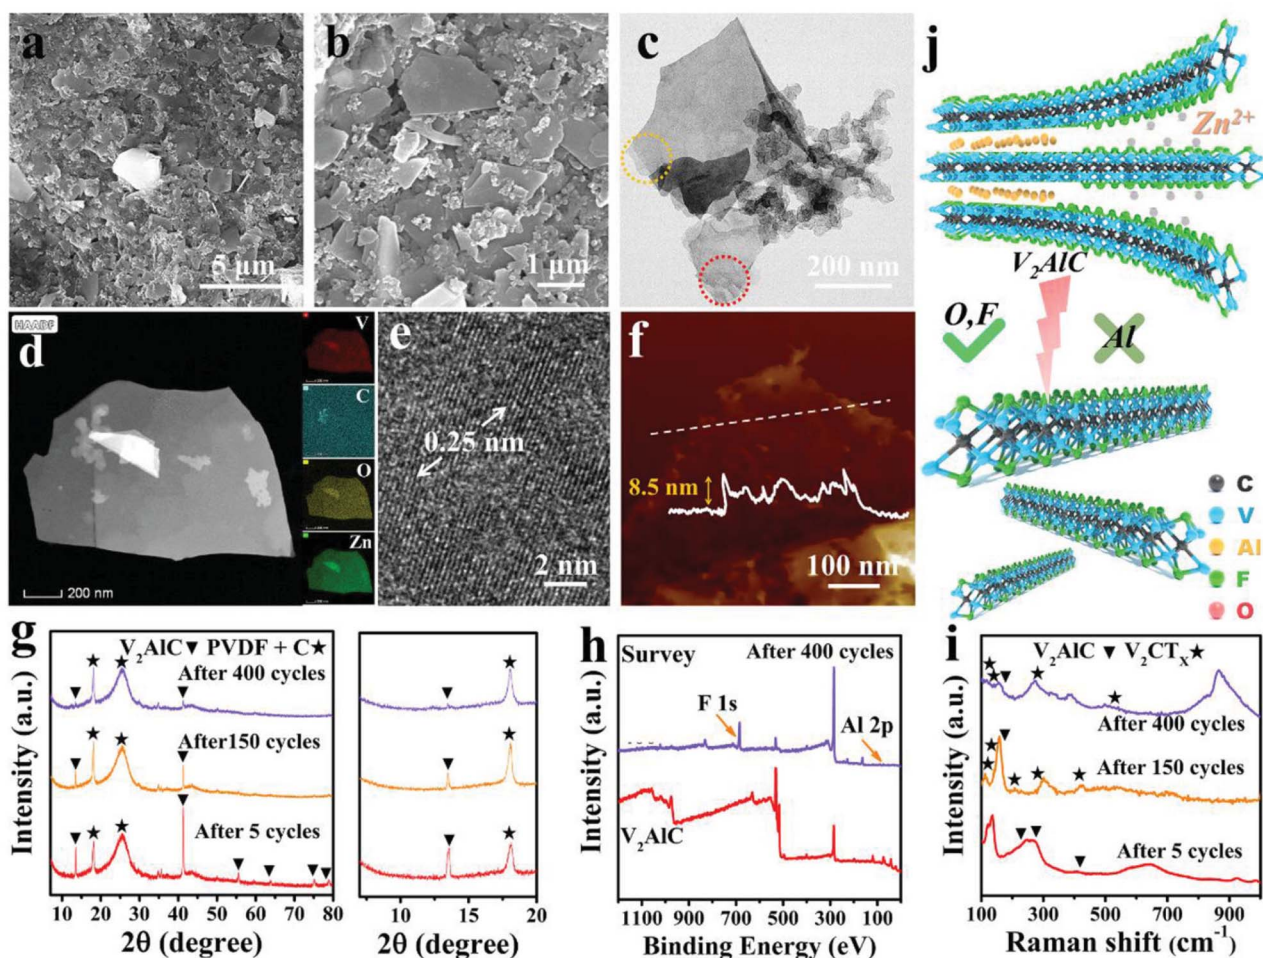 a
5 μm
b
1 μm
c
200 nm
j
Zn²⁺
V₂AlC
O,F
Al
C
V
Al
F
O
HAADF
d
200 nm
V
C
O
Zn
e
0.25 nm
2 nm
f
8.5 nm
100 nm
g
V₂AlC ▼ PVDF + C★
After 400 cycles
After150 cycles
After 5 cycles
Intensity (a.u.)
10 20 30 40 50 60 70 80
2θ (degree)
10 20
2θ (degree)
h
Survey
After 400 cycles
F 1s
Al 2p
V₂AlC
Intensity (a.u.)
1100 900 700 500 300 100
Binding Energy (eV)
i
V₂AlC ▼ V₂CTₓ★
After 400 cycles
After 150 cycles
After 5 cycles
Intensity (a.u.)
100 300 500 700 900
Raman shift (cm⁻¹)